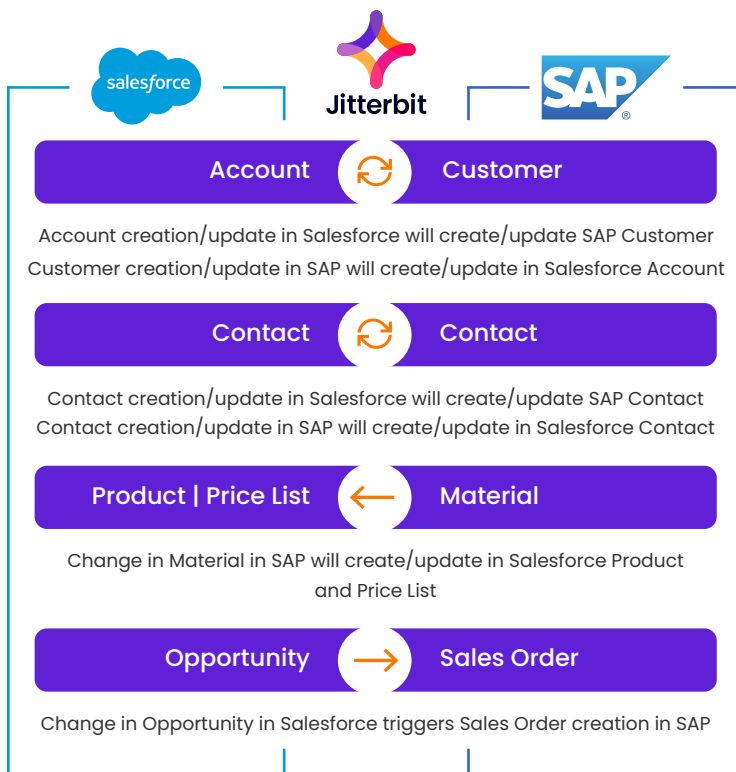 salesforce
Jitterbit
SAP
®
Account
Customer
Account creation/update in Salesforce will create/update SAP Customer
Customer creation/update in SAP will create/update in Salesforce Account
Contact
Contact
Contact creation/update in Salesforce will create/update SAP Contact
Contact creation/update in SAP will create/update in Salesforce Contact
Product | Price List
Material
Change in Material in SAP will create/update in Salesforce Product
and Price List
Opportunity
Sales Order
Change in Opportunity in Salesforce triggers Sales Order creation in SAP